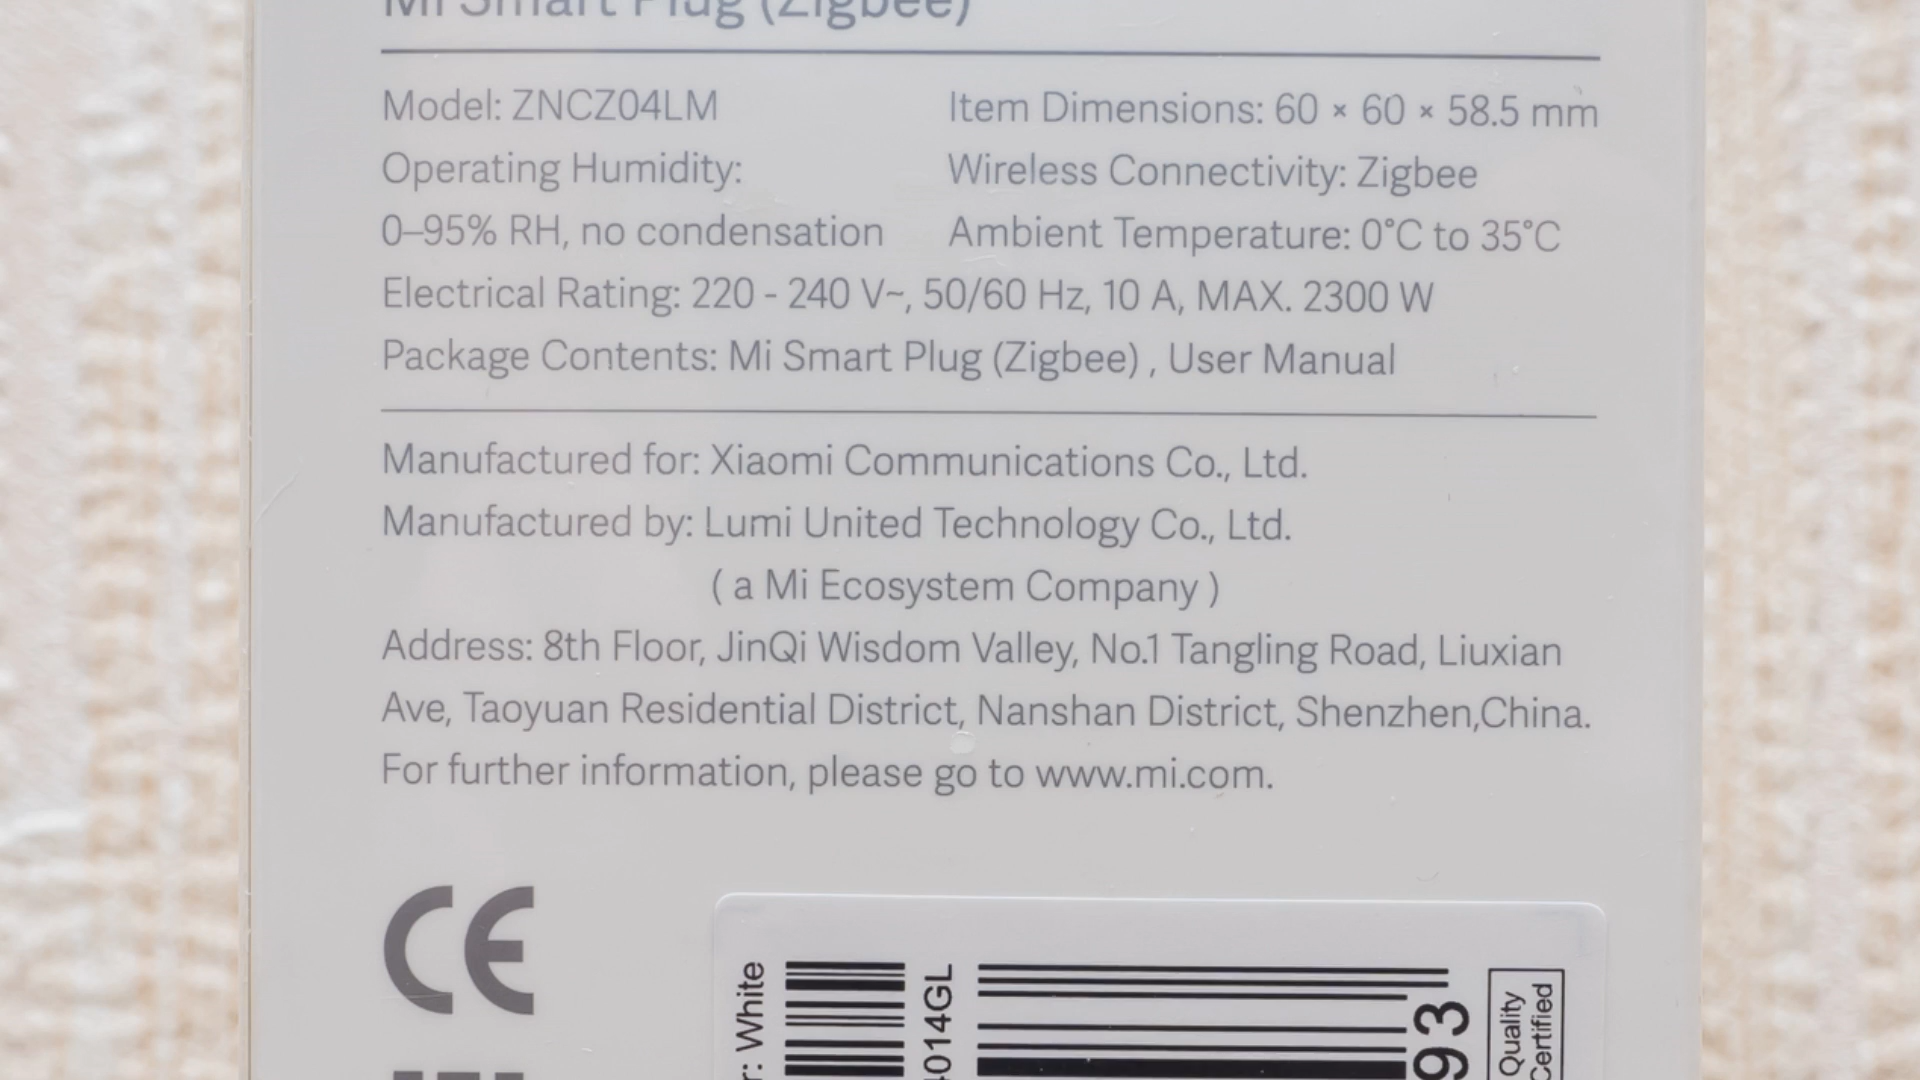 Mi Smart Plug (Zigbee)
Model: ZNCZ04LM
Item Dimensions: 60 × 60 × 58.5 mm
Operating Humidity:
Wireless Connectivity: Zigbee
0–95% RH, no condensation
Ambient Temperature: 0°C to 35°C
Electrical Rating: 220 - 240 V~, 50/60 Hz, 10 A, MAX. 2300 W
Package Contents: Mi Smart Plug (Zigbee) , User Manual
Manufactured for: Xiaomi Communications Co., Ltd.
Manufactured by: Lumi United Technology Co., Ltd.
( a Mi Ecosystem Company )
Address: 8th Floor, JinQi Wisdom Valley, No.1 Tangling Road, Liuxian
Ave, Taoyuan Residential District, Nanshan District, Shenzhen,China.
For further information, please go to www.mi.com.
CE
r: White
4014GL
93
Quality
Certified